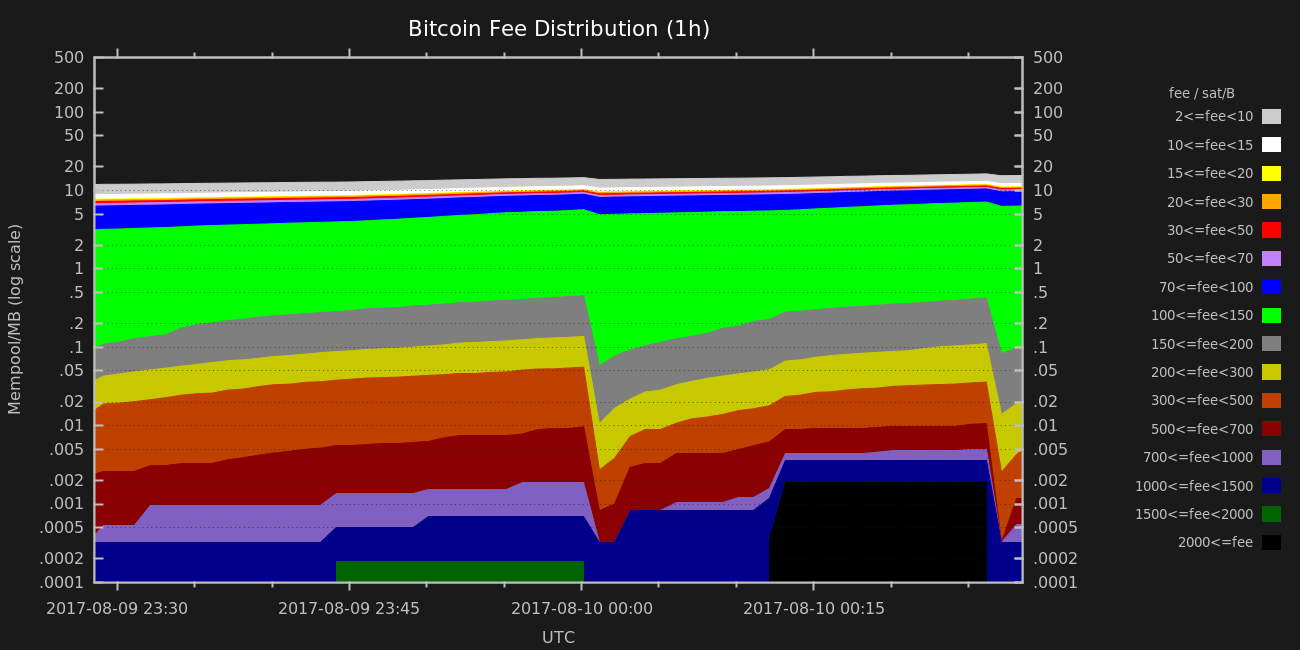 Bitcoin Fee Distribution (1h)
500
200
100
50
20
10
5
2
1
.5
.2
.1
.05
.02
.01
.005
.002
.001
.0005
.0002
.0001
Mempool/MB (log scale)
500
200
100
50
20
10
5
2
1
.5
.2
.1
.05
.02
.01
.005
.002
.001
.0005
.0002
.0001
2017-08-09 23:30 2017-08-09 23:45 2017-08-10 00:00 2017-08-10 00:15
UTC
fee / sat/B
2<=fee<10
10<=fee<15
15<=fee<20
20<=fee<30
30<=fee<50
50<=fee<70
70<=fee<100
100<=fee<150
150<=fee<200
200<=fee<300
300<=fee<500
500<=fee<700
700<=fee<1000
1000<=fee<1500
1500<=fee<2000
2000<=fee